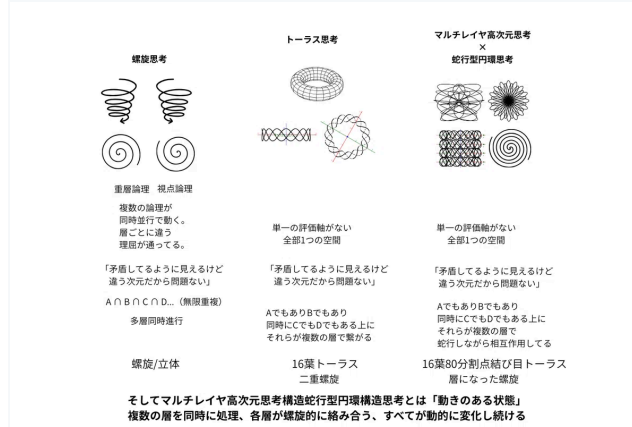 螺旋思考
重層論理 視点論理
複数の論理が
同時並行で動く。
層ごとに違う
理屈が通ってる。
「矛盾してるように見えるけど
違う次元だから問題ない」
A ∩ B ∩ C ∩ D...（無限重複）
多層同時進行
螺旋/立体
トーラス思考
単一の評価軸がない
全部1つの空間
「矛盾してるように見えるけど
違う次元だから問題ない」
AでもありBでもあり
同時にCでもDでもある上に
それらが複数の層で繋がる
16葉トーラス
二重螺旋
マルチレイヤ高次元思考
×
蛇行型円環思考
単一の評価軸がない
全部1つの空間
「矛盾してるように見えるけど
違う次元だから問題ない」
AでもありBでもあり
同時にCでもDでもある上に
それらが複数の層で
蛇行しながら相互作用してる
16葉80分割点結び目トーラス
層になった螺旋
そしてマルチレイヤ高次元思考構造蛇行型円環構造思考とは「動きのある状態」
複数の層を同時に処理、各層が螺旋的に絡み合う、すべてが動的に変化し続ける